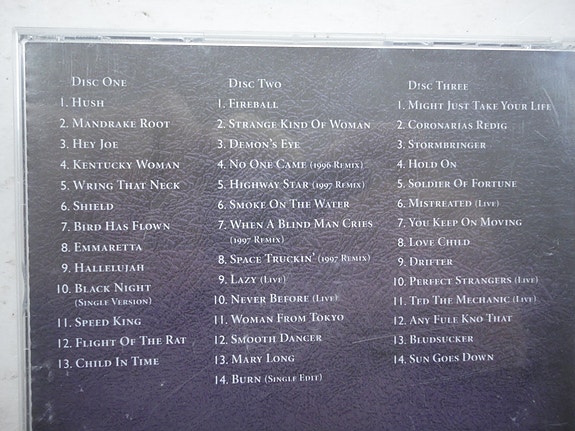 Disc One
1. Hush
2. Mandrake Root
3. Hey Joe
4. Kentucky Woman
5. Wring That Neck
6. Shield
7. Bird Has Flown
8. Emmaretta
9. Hallelujah
10. Black Night
(Single Version)
11. Speed King
12. Flight Of The Rat
13. Child In Time
Disc Two
1. Fireball
2. Strange Kind Of Woman
3. Demon's Eye
4. No One Came (1996 Remix)
5. Highway Star (1997 Remix)
6. Smoke On The Water
7. When A Blind Man Cries
(1997 Remix)
8. Space Truckin' (1997 Remix)
9. Lazy (Live)
10. Never Before (Live)
11. Woman From Tokyo
12. Smooth Dancer
13. Mary Long
14. Burn (Single Edit)
Disc Three
1. Might Just Take Your Life
2. Coronarias Redig
3. Stormbringer
4. Hold On
5. Soldier Of Fortune
6. Mistreated (Live)
7. You Keep On Moving
8. Love Child
9. Drifter
10. Perfect Strangers (Live)
11. Ted The Mechanic (Live)
12. Any Fule Kno That
13. Bludsucker
14. Sun Goes Down